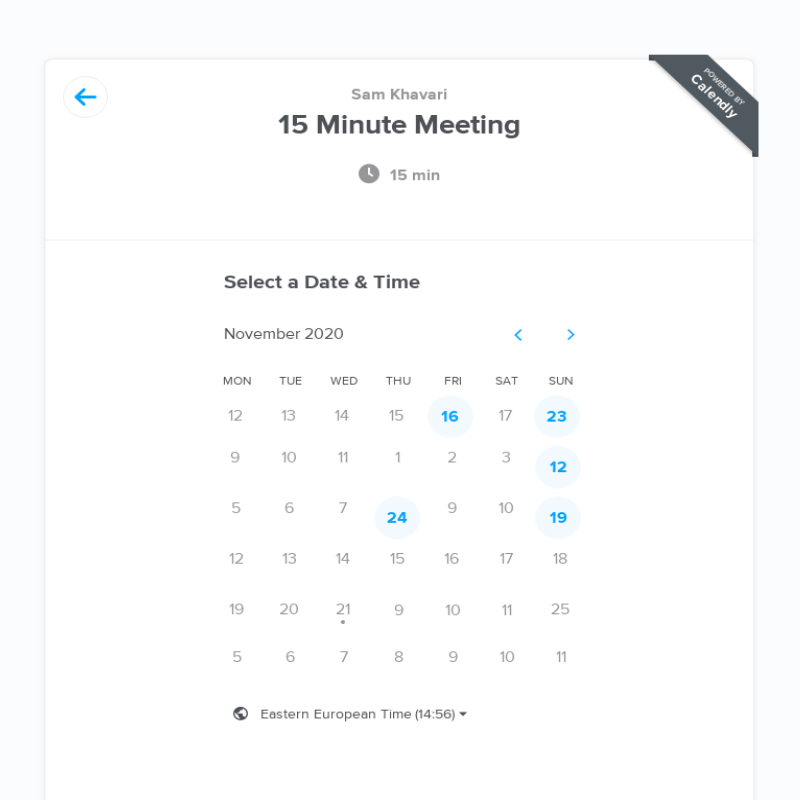 Sam Khavari
15 Minute Meeting
POWERED BY
Calendly
15 min
Select a Date & Time
November 2020
MON TUE WED THU FRI SAT SUN
12 13 14 15 16 17 23
9 10 11 1 2 3 12
5 6 7 24 9 10 19
12 13 14 15 16 17 18
19 20 21 9 10 11 25
5 6 7 8 9 10 11
Eastern European Time (14:56)